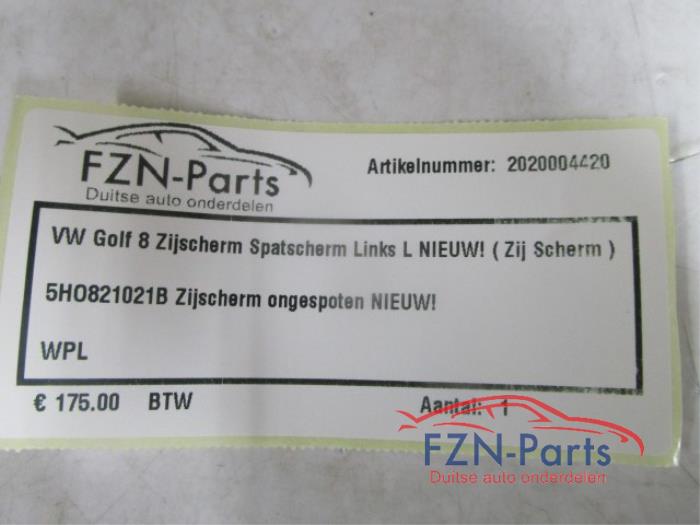 FZN-Parts
Duitse auto onderdelen
Artikelnummer: 2020004420
VW Golf 8 Zijscherm Spatscherm Links L NIEUW! ( Zij Scherm )
5HO821021B Zijscherm ongespoten NIEUW!
WPL
€ 175.00 BTW
Aantal: 1
FZN-Parts
Duitse auto onderdelen